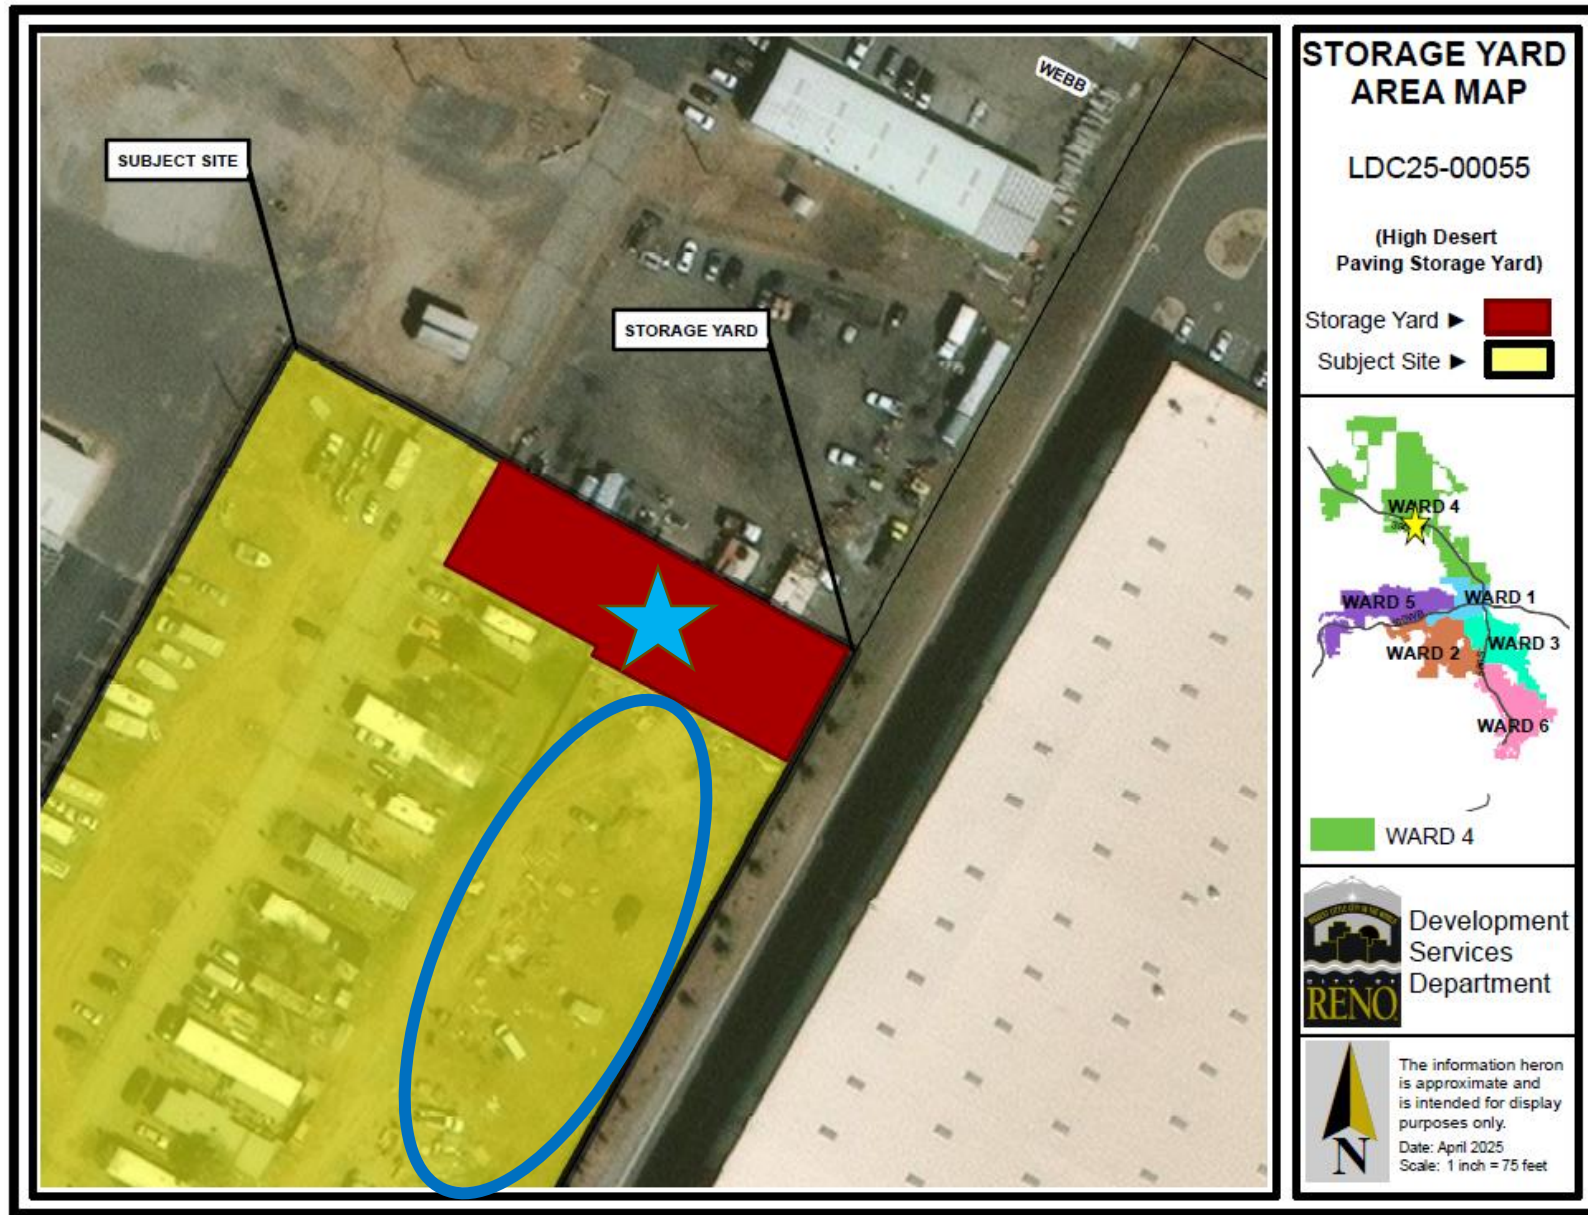 WEBB
SUBJECT SITE
STORAGE YARD
STORAGE YARD
AREA MAP
LDC25-00055
(High Desert
Paving Storage Yard)
Storage Yard ►
Subject Site ►
WARD 4
WARD 5
WARD 1
WARD 2
WARD 3
WARD 6
WARD 4
Development
Services
Department
CITY OF
RENO
The information heron
is approximate and
is intended for display
purposes only.
Date: April 2025
Scale: 1 inch = 75 feet
N